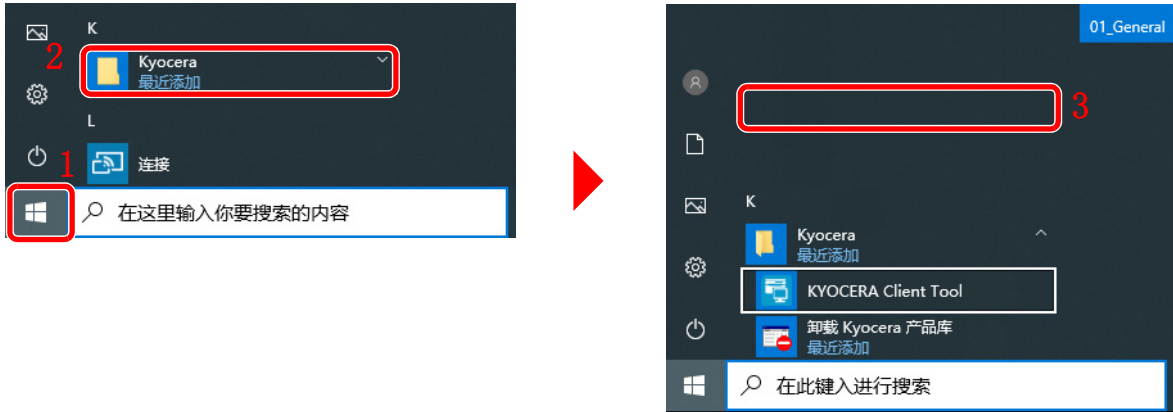 K
2
Kyocera
最近添加
L
1
连接
在这里输入你要搜索的内容
01_General
3
K
Kyocera
最近添加
KYOCERA Client Tool
卸载 Kyocera 产品库
最近添加
在此键入进行搜索